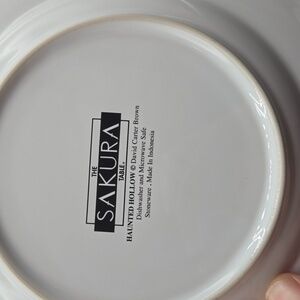 THE
SAKURA
TABLE®
HAUNTED HOLLOW © David Carter Brown
Dishwasher and Microwave Safe
Stoneware . Made In Indonesia